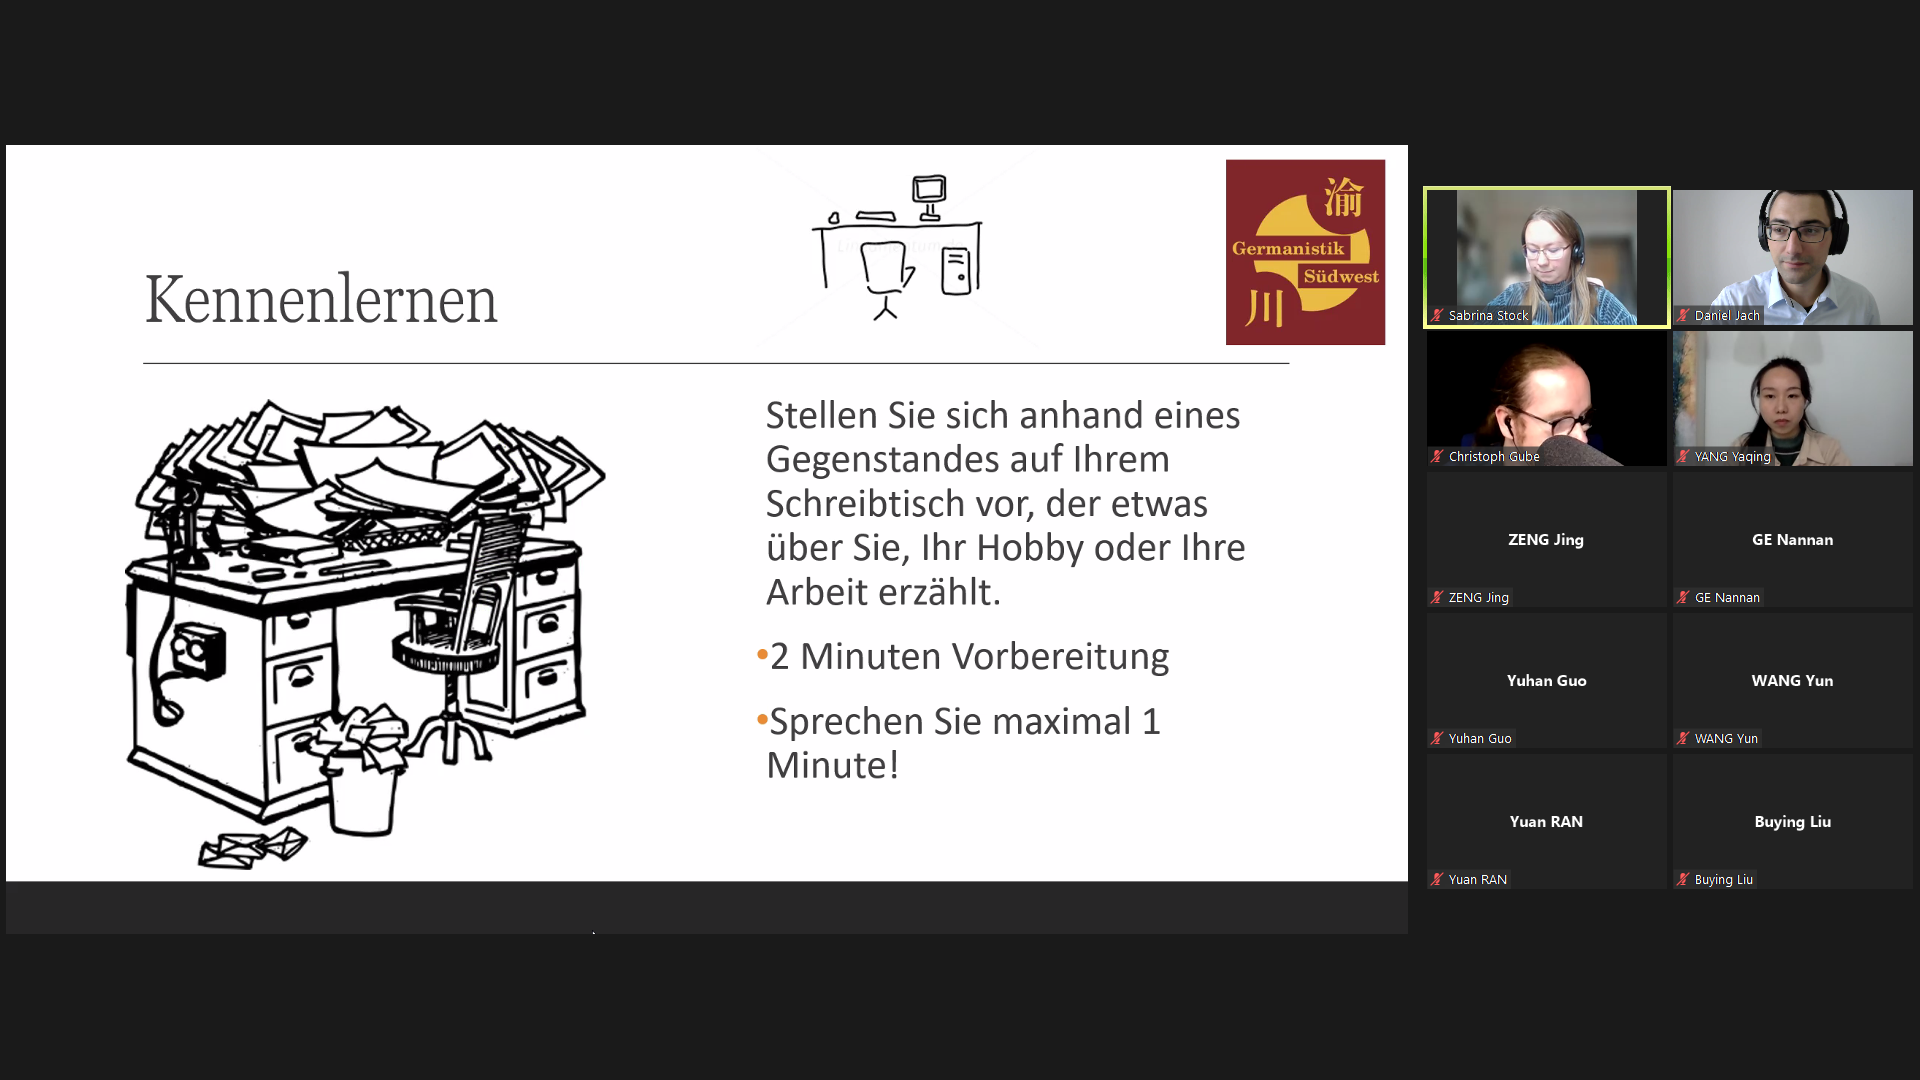 Kennenlernen
渝
Germanistik
Südwest
川
Stellen Sie sich anhand eines
Gegenstandes auf Ihrem
Schreibtisch vor, der etwas
über Sie, Ihr Hobby oder Ihre
Arbeit erzählt.
•2 Minuten Vorbereitung
•Sprechen Sie maximal 1
Minute!
Sabrina Stock
Daniel Jach
Christoph Gube
YANG Yaqing
ZENG Jing
ZENG Jing
GE Nannan
GE Nannan
Yuhan Guo
Yuhan Guo
WANG Yun
WANG Yun
Yuan RAN
Yuan RAN
Buying Liu
Buying Liu